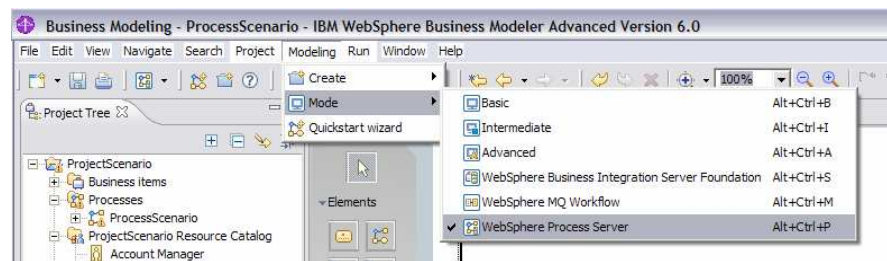 Business Modeling - ProcessScenario - IBM WebSphere Business Modeler Advanced Version 6.0
File Edit View Navigate Search Project Modeling Run Window Help
Create
100%
Mode
Basic Alt+Ctrl+B
Project Tree
Quickstart wizard
Intermediate Alt+Ctrl+I
Advanced Alt+Ctrl+A
ProjectScenario
WebSphere Business Integration Server Foundation Alt+Ctrl+S
Business items
Processes
Elements
WebSphere MQ Workflow Alt+Ctrl+M
ProcessScenario
WebSphere Process Server Alt+Ctrl+P
ProjectScenario Resource Catalog
Account Manager